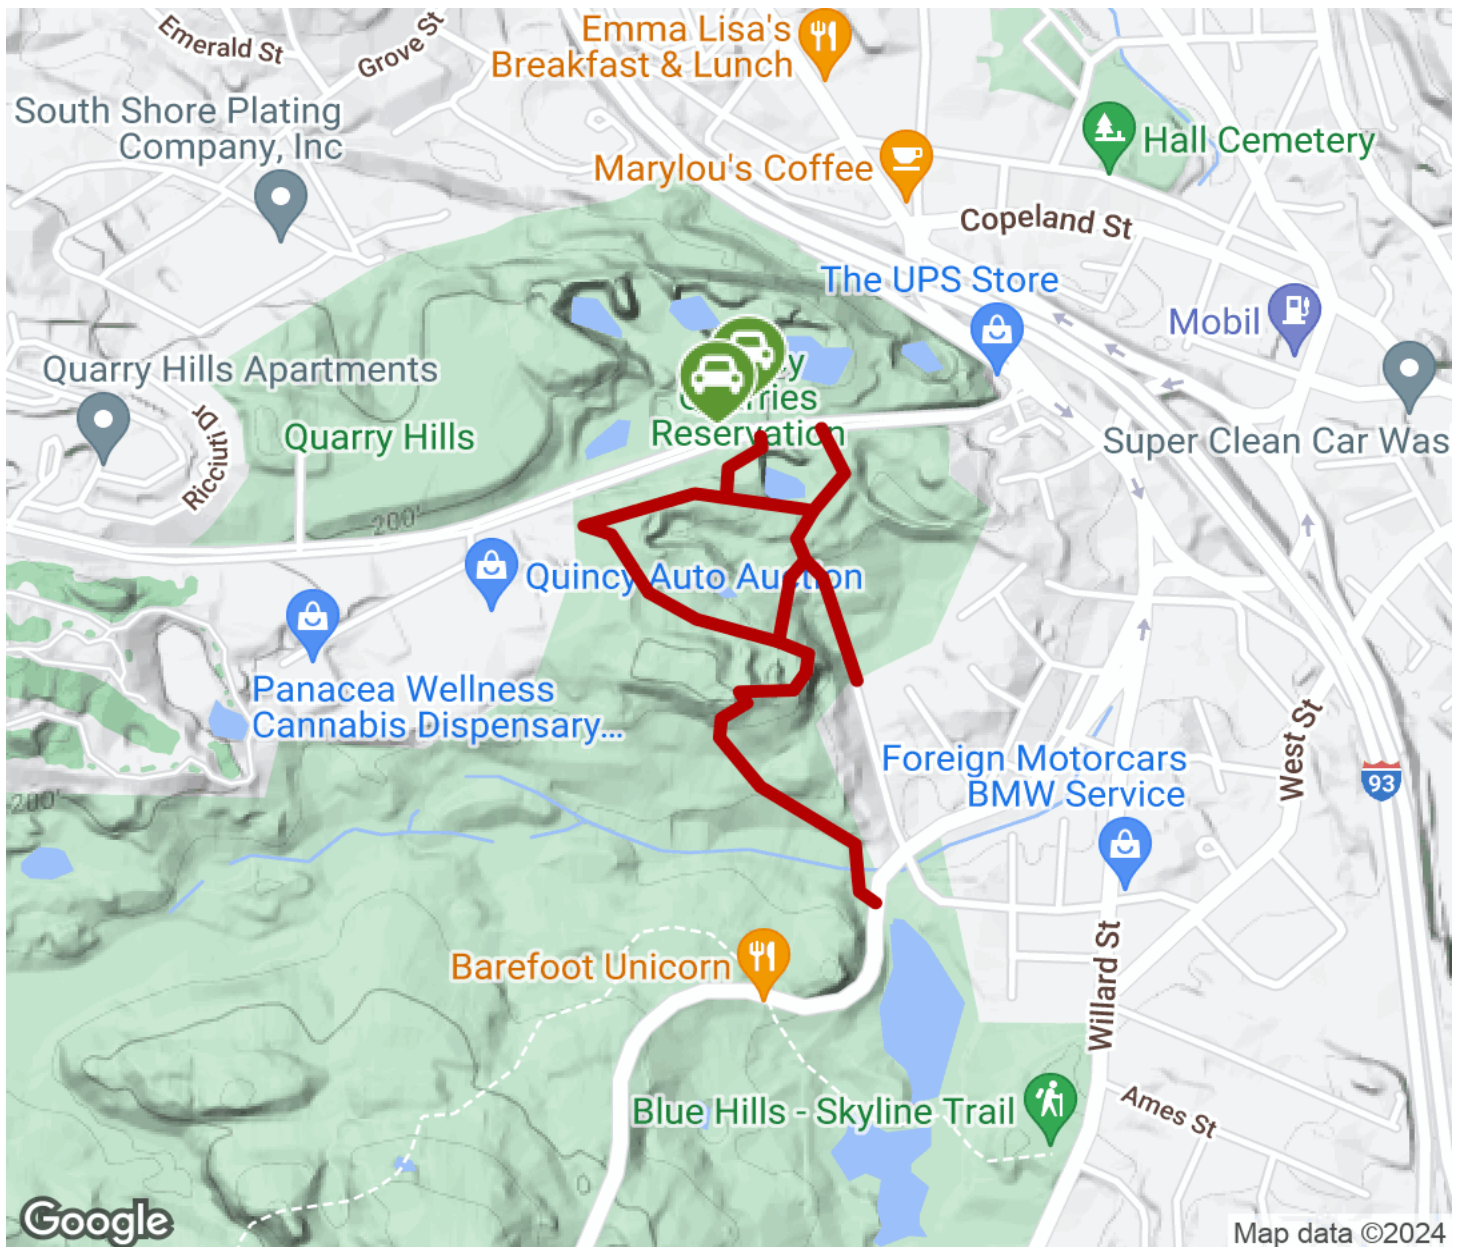 Emerald St
Grove St
Emma Lisa's
Breakfast & Lunch
South Shore Plating
Company, Inc
Marylou's Coffee
Hall Cemetery
Copeland St
The UPS Store
Mobil
Quarry Hills Apartments
Ricciuti Dr
Quarry Hills
Reservation
Super Clean Car Was
200'
Quincy Auto Auction
Panacea Wellness
Cannabis Dispensary...
Foreign Motorcars
BMW Service
West St
93
200'
Barefoot Unicorn
Willard St
Blue Hills - Skyline Trail
Ames St
Google
Map data ©2024